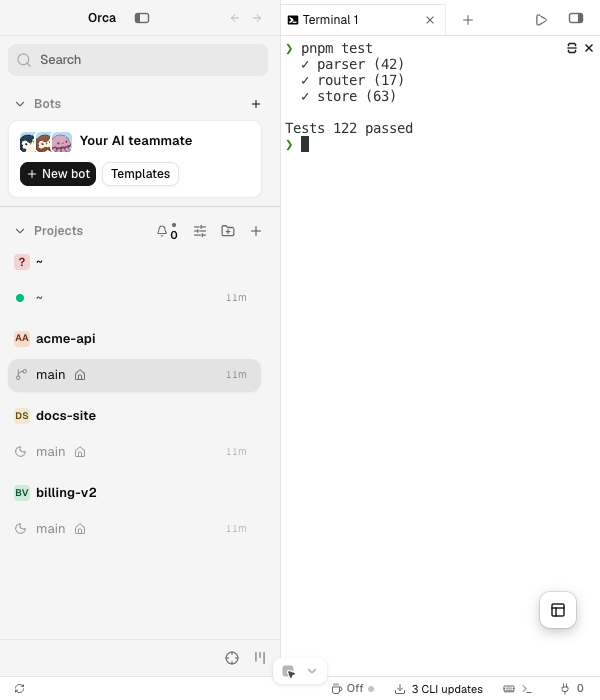 Orca
Search
Bots
Your AI teammate
New bot
Templates
Projects
0
? ~
~ 11m
AA acme-api
main 11m
DS docs-site
main 11m
BV billing-v2
main 11m
Terminal 1
❯ pnpm test
✓ parser (42)
✓ router (17)
✓ store (63)
Tests 122 passed
❯
Off
3 CLI updates
0